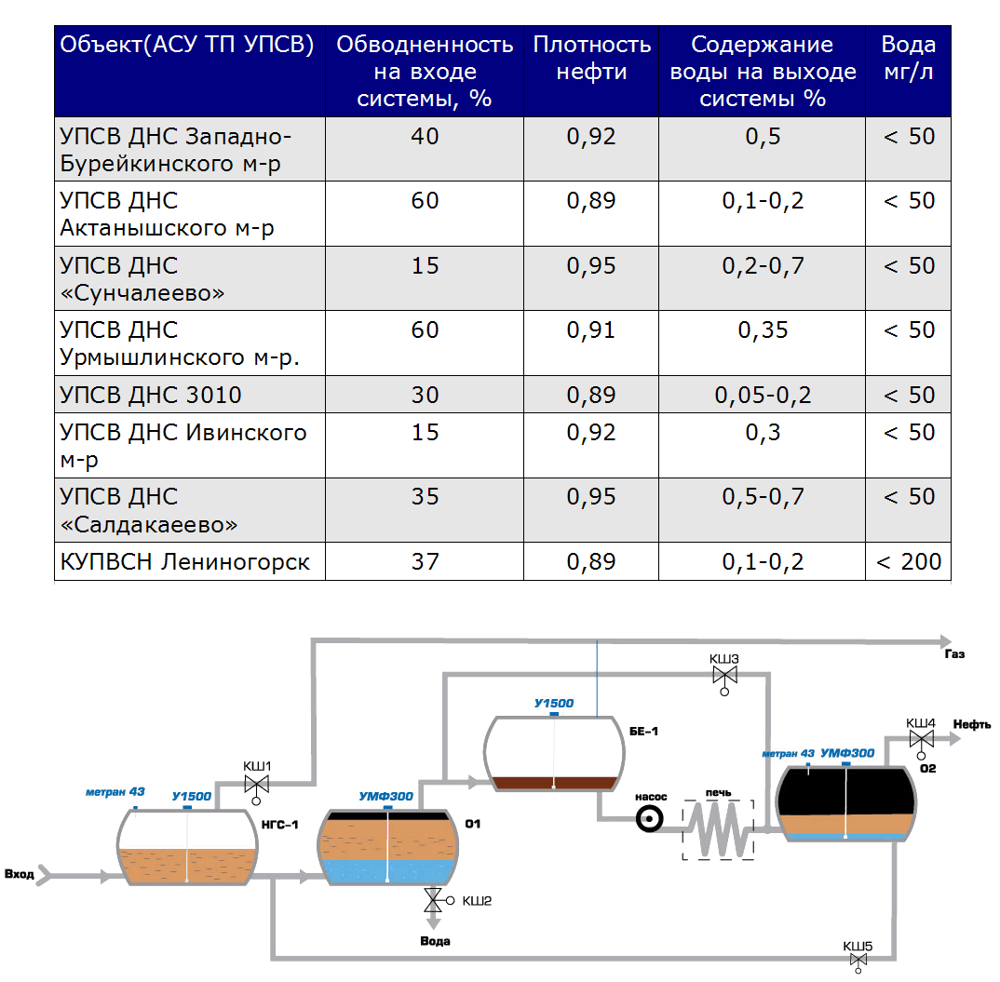 Объект(АСУ ТП УПСВ)
Обводненность
на входе
системы, %
Плотность
нефти
Содержание
воды на выходе
системы %
Вода
мг/л
УПСВ ДНС Западно-
Бурейкинского м-р
40
0,92
0,5
< 50
УПСВ ДНС
Актанышского м-р
60
0,89
0,1-0,2
< 50
УПСВ ДНС
«Сунчалеево»
15
0,95
0,2-0,7
< 50
УПСВ ДНС
Урмышлинского м-р.
60
0,91
0,35
< 50
УПСВ ДНС 3010
30
0,89
0,05-0,2
< 50
УПСВ ДНС Ивинского
м-р
15
0,92
0,3
< 50
УПСВ ДНС
«Салдакаеево»
35
0,95
0,5-0,7
< 50
КУПВСН Лениногорск
37
0,89
0,1-0,2
< 200
Газ
КШ3
У1500
БЕ-1
КШ4
Нефть
метран 43
УМФ300
О2
КШ1
метран 43
У1500
НГС-1
УМФ300
О1
насос
печь
Вход
КШ2
Вода
КШ5